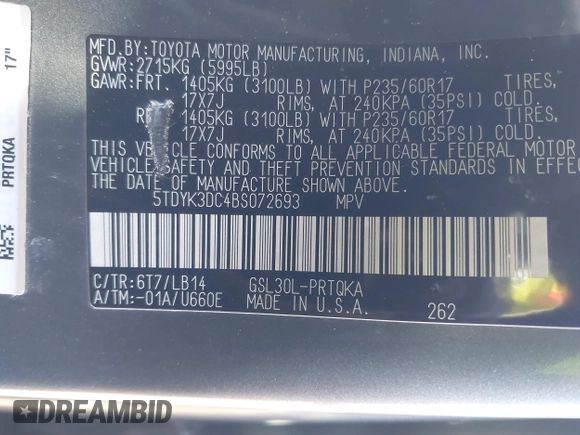 MFD.BY:TOYOTA MOTOR MANUFACTURING, INDIANA, INC.
GVWR:2715KG (5995LB)
GAWR:FRT. 1405KG (3100LB) WITH P235/60R17 TIRES,
17X7J RIMS, AT 240KPA (35PSI) COLD.
1405KG (3100LB) WITH P235/60R17 TIRES,
17X7J RIMS, AT 240KPA (35PSI) COLD.
THIS VEHICLE CONFORMS TO ALL APPLICABLE FEDERAL MOTOR
VEHICLE SAFETY AND THEFT PREVENTION STANDARDS IN EFFE
THE DATE OF MANUFACTURE SHOWN ABOVE.
5TDYK3DC4BS072693 MPV
C/TR:6T7/LB14 GSL30L-PRTQKA
A/TM:-01A/U660E MADE IN U.S.A. 262
17"
PRTQKA
DREAMBID